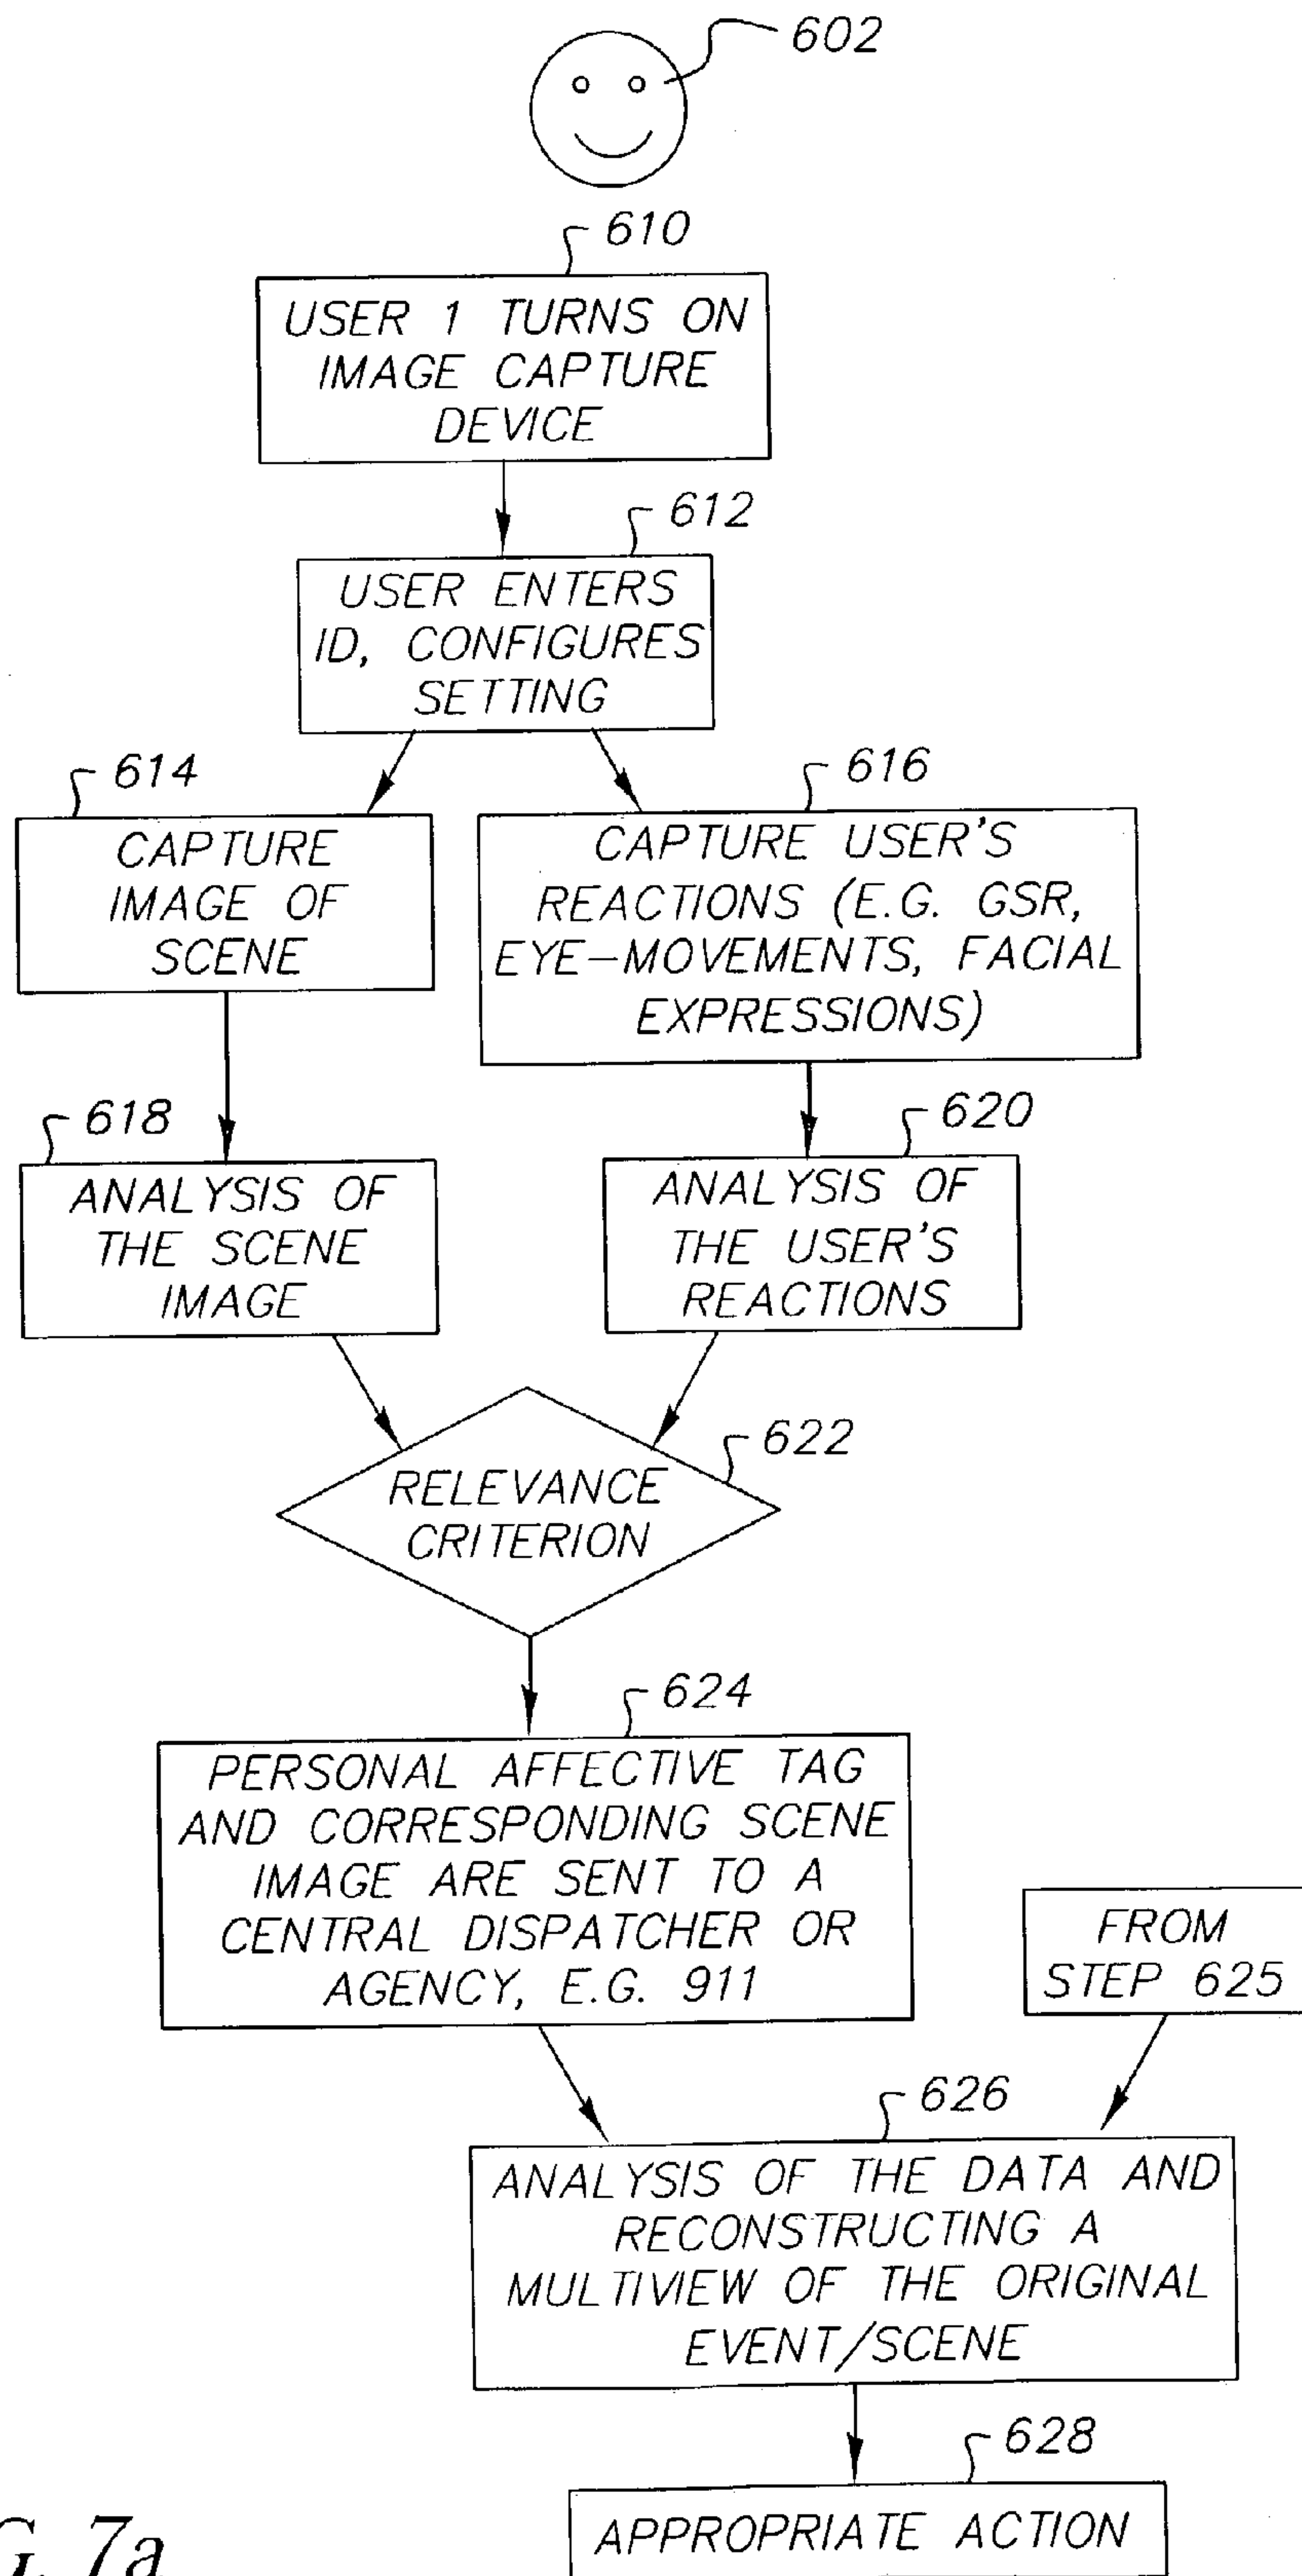 602
610
USER 1 TURNS ON
IMAGE CAPTURE
DEVICE
612
USER ENTERS
ID, CONFIGURES
SETTING
614
CAPTURE
IMAGE OF
SCENE
616
CAPTURE USER'S
REACTIONS (E.G. GSR,
EYE-MOVEMENTS, FACIAL
EXPRESSIONS)
618
ANALYSIS OF
THE SCENE
IMAGE
620
ANALYSIS OF
THE USER'S
REACTIONS
622
RELEVANCE
CRITERION
624
PERSONAL AFFECTIVE TAG
AND CORRESPONDING SCENE
IMAGE ARE SENT TO A
CENTRAL DISPATCHER OR
AGENCY, E.G. 911
FROM
STEP 625
626
ANALYSIS OF THE DATA AND
RECONSTRUCTING A
MULTIVIEW OF THE ORIGINAL
EVENT/SCENE
628
APPROPRIATE ACTION
G. 7a